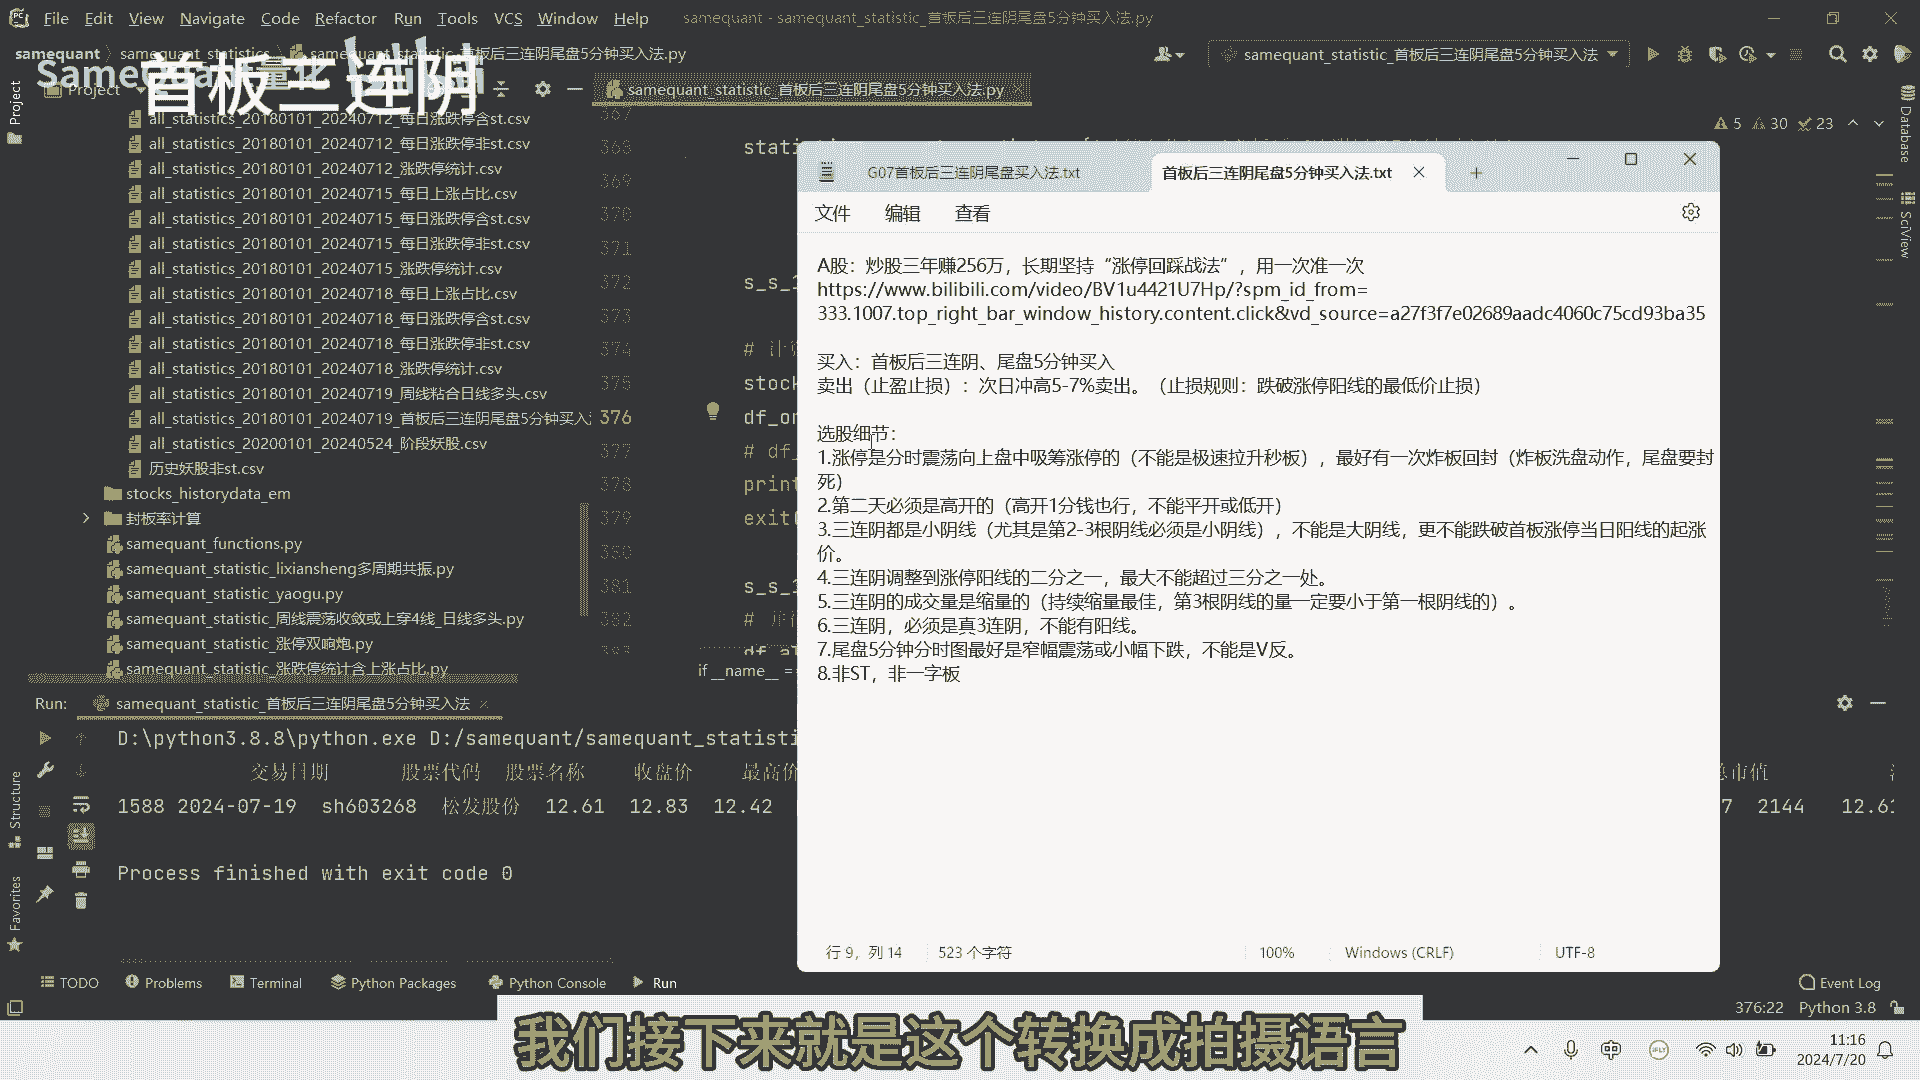 File Edit View Navigate Code Refactor Run Tools VCS Window Help samequant - samequant_statistic_首板后三连阴尾盘5分钟买入法.py
samequant samequant_statistics samequant_statistic_首板后三连阴尾盘5分钟买入法.py
samequant_statistic_首板后三连阴尾盘5分钟买入法
首板三连阴
Project
samequant_statistic_首板后三连阴尾盘5分钟买入法.py
Project
all_statistics_20180101_20240712_每日涨跌停含st.csv
all_statistics_20180101_20240712_每日涨跌停非st.csv
all_statistics_20180101_20240712_涨跌停统计.csv
all_statistics_20180101_20240715_每日上涨占比.csv
all_statistics_20180101_20240715_每日涨跌停含st.csv
all_statistics_20180101_20240715_每日涨跌停非st.csv
all_statistics_20180101_20240715_涨跌停统计.csv
all_statistics_20180101_20240718_每日上涨占比.csv
all_statistics_20180101_20240718_每日涨跌停含st.csv
all_statistics_20180101_20240718_每日涨跌停非st.csv
all_statistics_20180101_20240718_涨跌停统计.csv
all_statistics_20180101_20240719_周线粘合日线多头.csv
all_statistics_20180101_20240719_首板后三连阴尾盘5分钟买入
all_statistics_20200101_20240524_阶段妖股.csv
历史妖股非st.csv
stocks_historydata_em
封板率计算
samequant_functions.py
samequant_statistic_lixiansheng多周期共振.py
samequant_statistic_yaogu.py
samequant_statistic_周线震荡收敛或上穿4线_日线多头.py
samequant_statistic_涨停双响炮.py
samequant_statistic_涨跌停统计含上涨占比.py
367
368 stati
369
370
371
372 s_s_
373
374
375 stock
376 df_or
377 # df_
378 print
379 exit(
380
381 s_s_
382
383
if __name__ ==
5 30 23
Database
SciView
G07首板后三连阴尾盘买入法.txt 首板后三连阴尾盘5分钟买入法.txt
文件 编辑 查看
A股：炒股三年赚256万，长期坚持“涨停回踩战法”，用一次准一次
https://www.bilibili.com/video/BV1u4421U7Hp/?spm_id_from=
333.1007.top_right_bar_window_history.content.click&vd_source=a27f3f7e02689aadc4060c75cd93ba35
买入：首板后三连阴、尾盘5分钟买入
卖出（止盈止损）：次日冲高5-7%卖出。（止损规则：跌破涨停阳线的最低价止损）
选股细节：
1.涨停是分时震荡向上盘中吸筹涨停的（不能是极速拉升秒板），最好有一次炸板回封（炸板洗盘动作，尾盘要封
死）
2.第二天必须是高开的（高开1分钱也行，不能平开或低开）
3.三连阴都是小阴线（尤其是第2-3根阴线必须是小阴线），不能是大阴线，更不能跌破首板涨停当日阳线的起涨
价。
4.三连阴调整到涨停阳线的二分之一，最大不能超过三分之一处。
5.三连阴的成交量是缩量的（持续缩量最佳，第3根阴线的量一定要小于第一根阴线的）。
6.三连阴，必须是真3连阴，不能有阳线。
7.尾盘5分钟分时图最好是窄幅震荡或小幅下跌，不能是V反。
8.非ST，非一字板
行 9，列 14 523 个字符 100% Windows (CRLF) UTF-8
Run: samequant_statistic_首板后三连阴尾盘5分钟买入法
D:\python3.8.8\python.exe D:/samequant/samequant_statisti
交易日期 股票代码 股票名称 收盘价 最高价 总市值
1588 2024-07-19 sh603268 松发股份 12.61 12.83 12.42 7 2144 12.61
Process finished with exit code 0
Structure
Favorites
TODO Problems Terminal Python Packages Python Console Run Event Log
376:22 Python 3.8
我们接下来就是这个转换成拍摄语言
中
11:16
2024/7/20